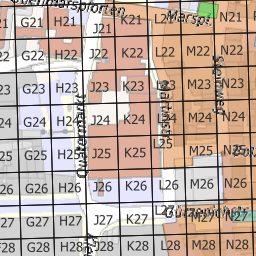 Obenmarspforten
Marspl
G21 H21 J21 K21 L21 N21
G22 H22 J22 K22 L22 M22 N22
G23 H23 J23 K23 L23 M23 N23
G24 H24 J24 K24 L24 M24 N24
G25 H25 J25 K25 L25 M25 N25
G26 H26 J26 K26 L26 M26 N26
G27 H27 J27 K27 L27 M27 N27
F28 G28 H28 J28 K28 L28 M28 N28
Quatermarkt
Martinstr